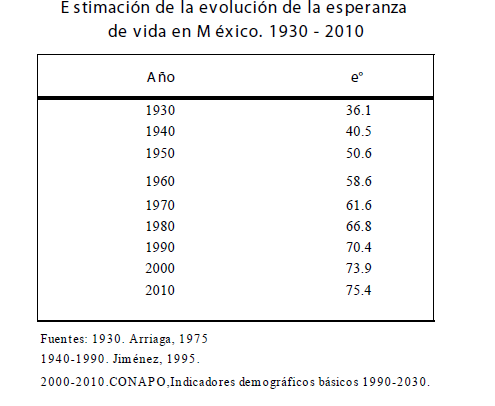 Estimación de la evolución de la esperanza
de vida en México. 1930 - 2010
Año e°
1930 36.1
1940 40.5
1950 50.6
1960 58.6
1970 61.6
1980 66.8
1990 70.4
2000 73.9
2010 75.4
Fuentes: 1930. Arriaga, 1975
1940-1990. Jiménez, 1995.
2000-2010.CONAPO,Indicadores demográficos básicos 1990-2030.